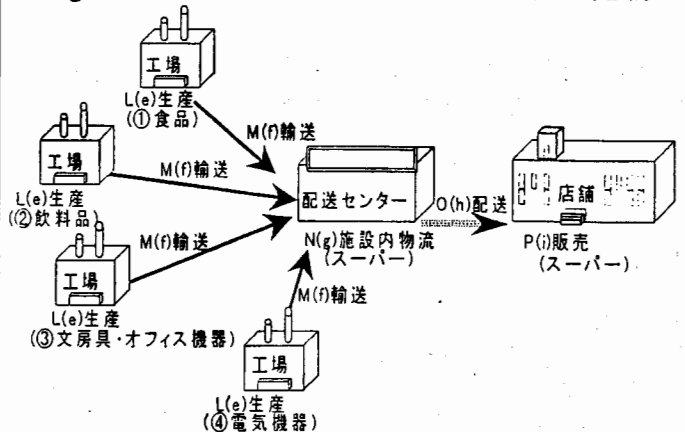 工場
L(e)生産
(①食品)
M(f)輸送
工場
L(e)生産
(②飲料品)
M(f)輸送
工場
L(e)生産
(③文房具・オフィス機器)
M(f)輸送
工場
L(e)生産
(④電気機器)
M(f)輸送
配送センター
N(g)施設内物流
(スーパー)
O(h)配送
店舗
P(i)販売
(スーパー)